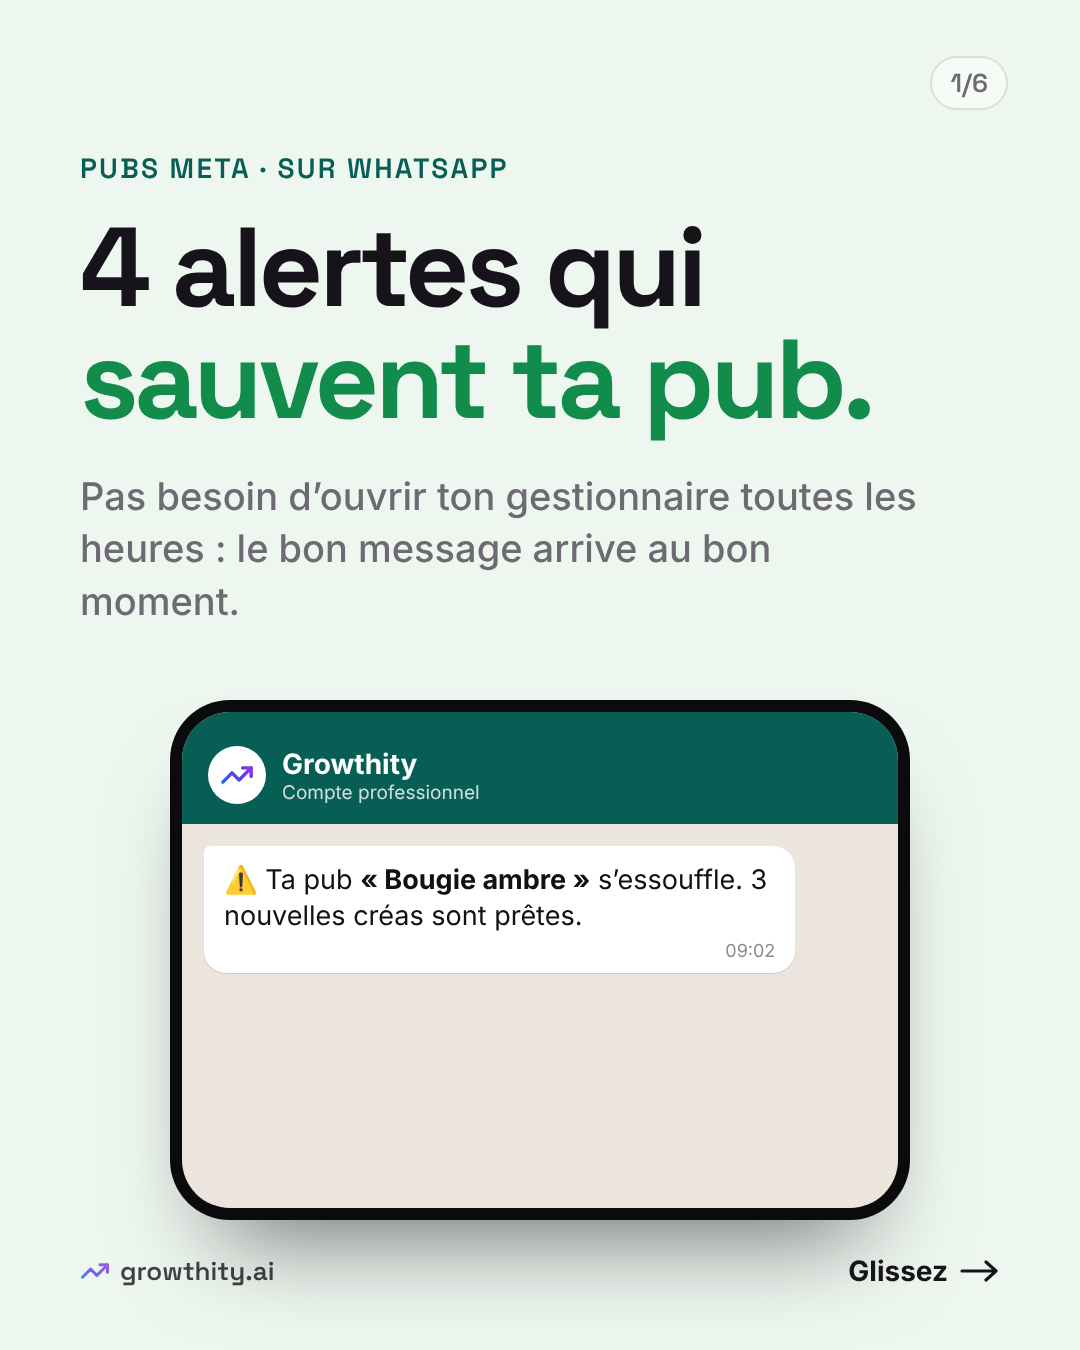 1/6
PUBS META · SUR WHATSAPP
4 alertes qui
sauvent ta pub.
Pas besoin d’ouvrir ton gestionnaire toutes les
heures : le bon message arrive au bon
moment.
Growthity
Compte professionnel
⚠️ Ta pub « Bougie ambre » s’essouffle. 3
nouvelles créas sont prêtes.
09:02
growthity.ai
Glissez →